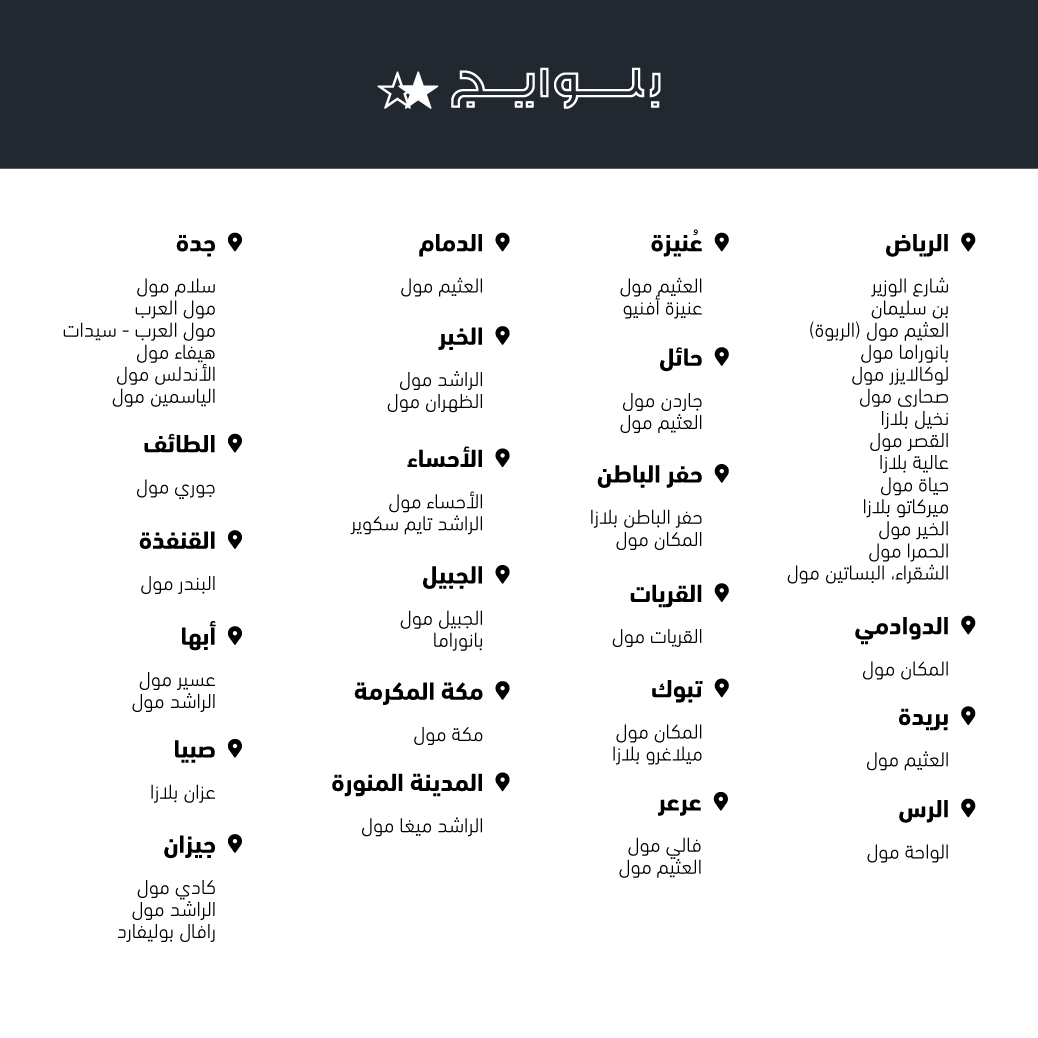 بلوايج
الرياض
شارع الوزير
بن سليمان
العثيم مول (الربوة)
بانوراما مول
لوكالايزر مول
صحارى مول
نخيل بلازا
القصر مول
عالية بلازا
حياة مول
ميركاتو بلازا
الخير مول
الحمرا مول
الشقراء، البساتين مول
الدوادمي
المكان مول
بريدة
العثيم مول
الرس
الواحة مول
عُنيزة
العثيم مول
عنيزة أفنيو
حائل
جاردن مول
العثيم مول
حفر الباطن
حفر الباطن بلازا
المكان مول
القريات
القريات مول
تبوك
المكان مول
ميلاغرو بلازا
عرعر
فالي مول
العثيم مول
الدمام
العثيم مول
الخبر
الراشد مول
الظهران مول
الأحساء
الأحساء مول
الراشد تايم سكوير
الجبيل
الجبيل مول
بانوراما
مكة المكرمة
مكة مول
المدينة المنورة
الراشد ميغا مول
جدة
سلام مول
مول العرب
مول العرب - سيدات
هيفاء مول
الأندلس مول
الياسمين مول
الطائف
جوري مول
القنفذة
البندر مول
أبها
عسير مول
الراشد مول
صبيا
عزان بلازا
جيزان
كادي مول
الراشد مول
رافال بوليفارد